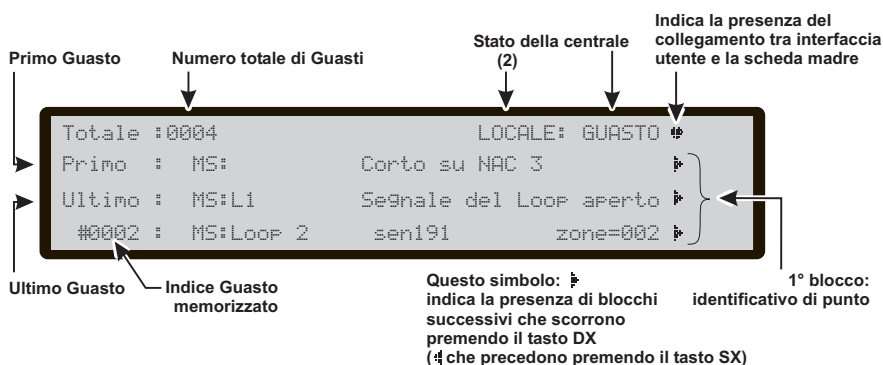 Indica la presenza del
collegamento tra interfaccia
utente e la scheda madre
Stato della centrale
(2)
Primo Guasto
Numero totale di Guasti
Totale :0004 LOCALE: GUASTO
Primo : MS: Corto su NAC 3
Ultimo : MS:L1 Segnale del Loop aperto
#0002 : MS:Loop 2 sen191 zone=002
Ultimo Guasto
Indice Guasto
memorizzato
Questo simbolo:
indica la presenza di blocchi
successivi che scorrono
premendo il tasto DX
( che precedono premendo il tasto SX)
1° blocco:
identificativo di punto